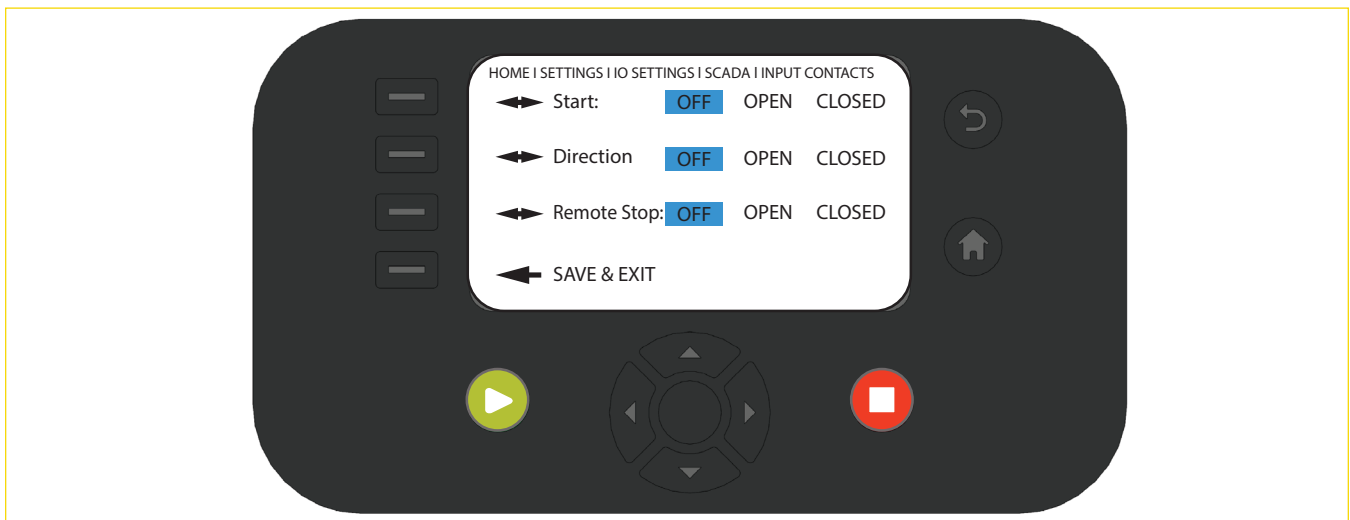 HOME I SETTINGS I IO SETTINGS I SCADA I INPUT CONTACTS
Start: OFF OPEN CLOSED
Direction OFF OPEN CLOSED
Remote Stop: OFF OPEN CLOSED
SAVE & EXIT